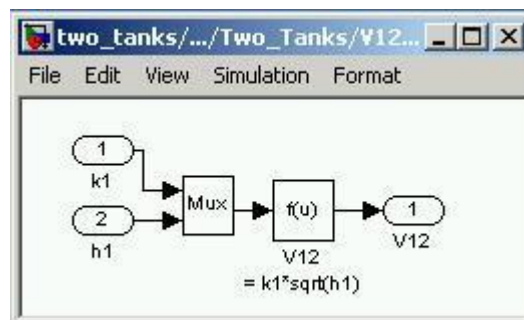 two_tanks/.../Two_Tanks/V12...
File Edit View Simulation Format
1
k1
2
h1
Mux
f(u)
V12
= k1*sqrt(h1)
1
V12